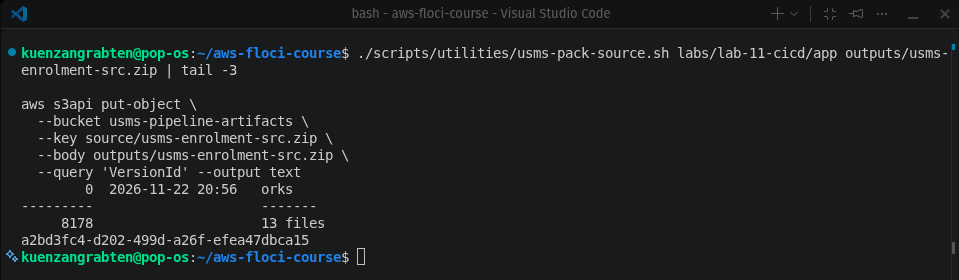 bash - aws-floci-course - Visual Studio Code
kuenzangrabten@pop-os:~/aws-floci-course$ ./scripts/utilities/usms-pack-source.sh labs/lab-11-cicd/app outputs/usms-
enrolment-src.zip | tail -3
aws s3api put-object \
  --bucket usms-pipeline-artifacts \
  --key source/usms-enrolment-src.zip \
  --body outputs/usms-enrolment-src.zip \
  --query 'VersionId' --output text
        0  2026-11-22 20:56   orks
---------                     -------
     8178                     13 files
a2bd3fc4-d202-499d-a26f-efea47dbca15
kuenzangrabten@pop-os:~/aws-floci-course$